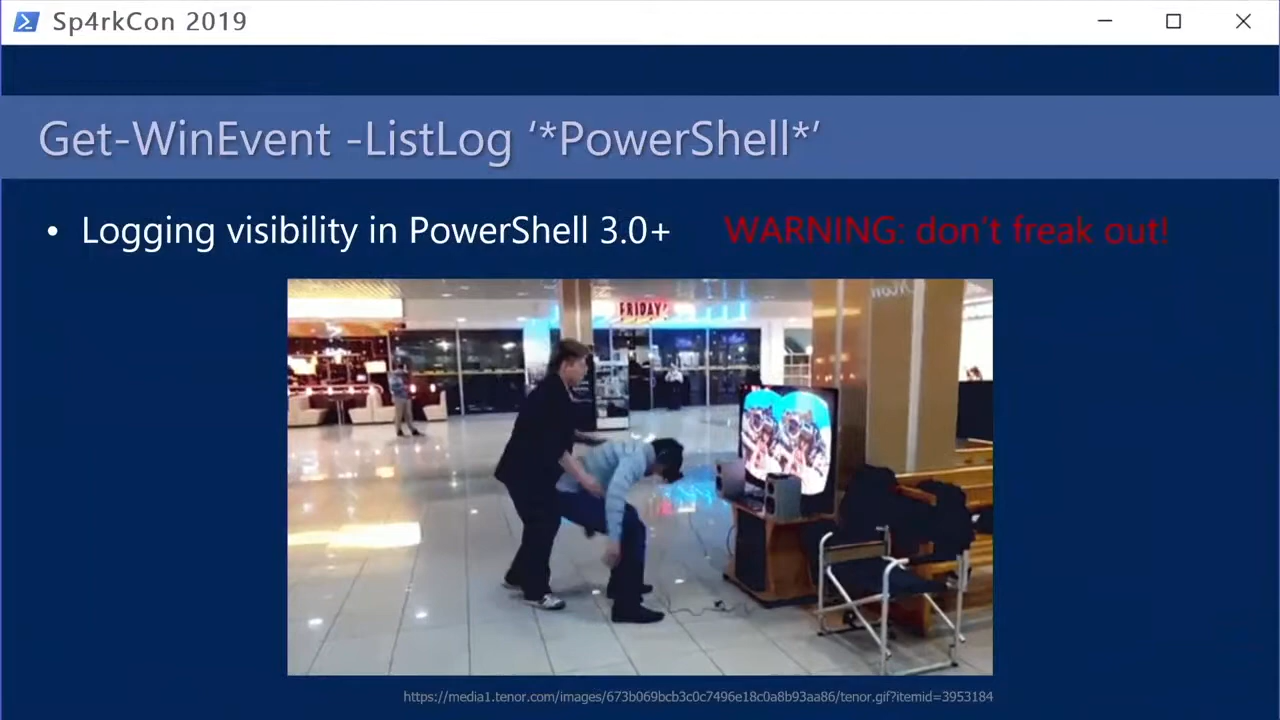 Sp4rkCon 2019
Get-WinEvent -ListLog ‘*PowerShell*’
• Logging visibility in PowerShell 3.0+ WARNING: don't freak out!
FRIDAY'
https://media1.tenor.com/images/673b069bcb3c0c7496e18c0a8b93aa86/tenor.gif?itemid=3953184